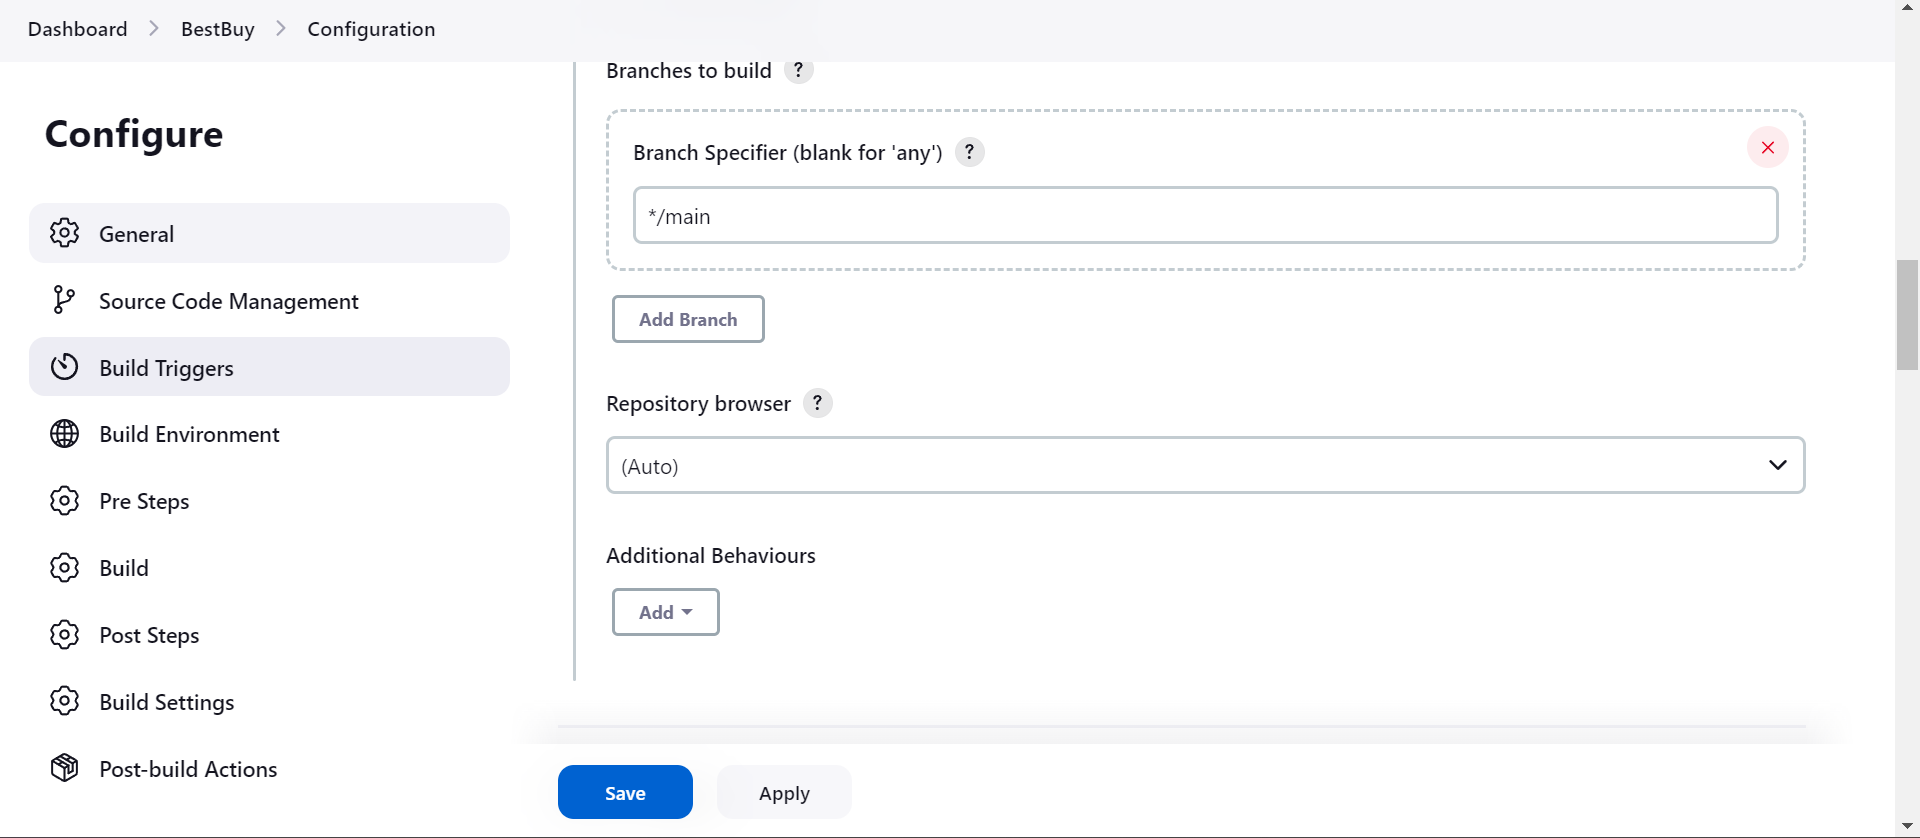 Dashboard > BestBuy > Configuration
Configure
General
Source Code Management
Build Triggers
Build Environment
Pre Steps
Build
Post Steps
Build Settings
Post-build Actions
Branches to build ?
Branch Specifier (blank for 'any') ?
*/main
Add Branch
Repository browser ?
(Auto)
Additional Behaviours
Add
Save Apply